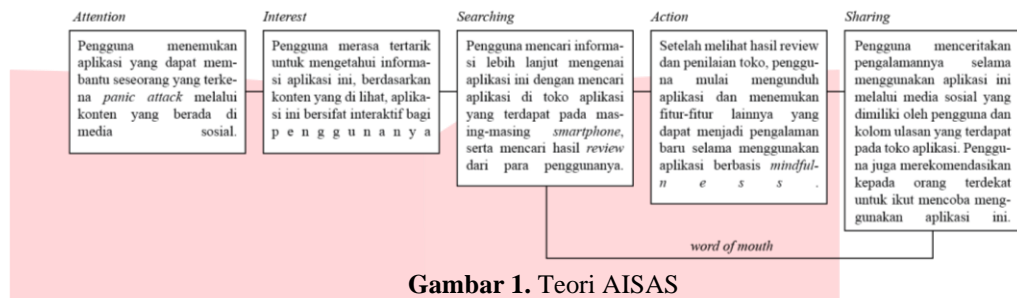 Attention
Pengguna menemukan
aplikasi yang dapat mem-
bantu seseorang yang terke-
na panic attack melalui
konten yang berada di
media sosial.
Interest
Pengguna merasa tertarik
untuk mengetahui informa-
si aplikasi ini, berdasarkan
konten yang di lihat, aplika-
si ini bersifat interaktif bagi
p e n g g u n a n y a
Searching
Pengguna mencari informa-
si lebih lanjut mengenai
aplikasi ini dengan mencari
aplikasi di toko aplikasi
yang terdapat pada mas-
ing-masing smartphone,
serta mencari hasil review
dari para penggunanya.
Action
Setelah melihat hasil review
dan penilaian toko, penggu-
na mulai mengunduh
aplikasi dan menemukan
fitur-fitur lainnya yang
dapat menjadi pengalaman
baru selama menggunakan
aplikasi berbasis mindful-
n e s s .
Sharing
Pengguna menceritakan
pengalamannya selama
menggunakan aplikasi ini
melalui media sosial yang
dimiliki oleh pengguna dan
kolom ulasan yang terdapat
pada toko aplikasi. Penggu-
na juga merekomendasikan
kepada orang terdekat
untuk ikut mencoba meng-
gunakan aplikasi ini.
word of mouth
Gambar 1. Teori AISAS